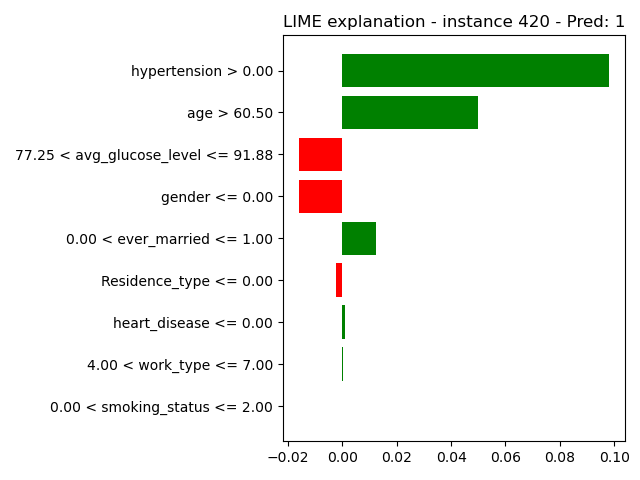 LIME explanation - instance 420 - Pred: 1
hypertension > 0.00
age > 60.50
77.25 < avg_glucose_level <= 91.88
gender <= 0.00
0.00 < ever_married <= 1.00
Residence_type <= 0.00
heart_disease <= 0.00
4.00 < work_type <= 7.00
0.00 < smoking_status <= 2.00
−0.02 0.00 0.02 0.04 0.06 0.08 0.10